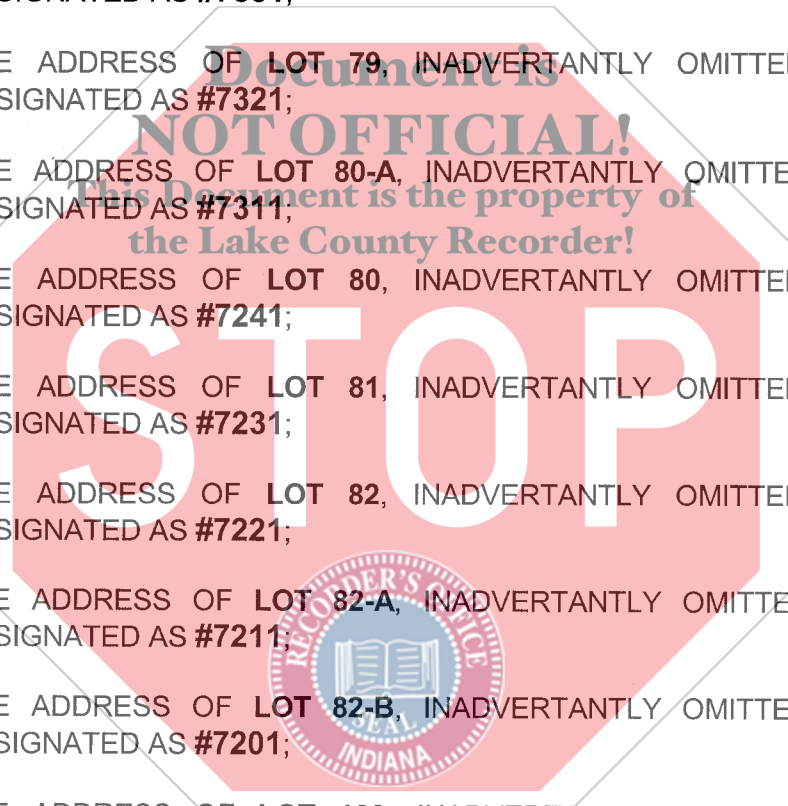 E ADDRESS OF LOT 79, INADVERTANTLY OMITTE
SIGNATED AS #7321;
E ADDRESS OF LOT 80-A, INADVERTANTLY OMITTE
SIGNATED AS #7311;
E ADDRESS OF LOT 80, INADVERTANTLY OMITTE
SIGNATED AS #7241;
E ADDRESS OF LOT 81, INADVERTANTLY OMITTE
SIGNATED AS #7231;
E ADDRESS OF LOT 82, INADVERTANTLY OMITTE
SIGNATED AS #7221;
E ADDRESS OF LOT 82-A, INADVERTANTLY OMITTE
SIGNATED AS #7211;
E ADDRESS OF LOT 82-B, INADVERTANTLY OMITTE
SIGNATED AS #7201;
Document is
NOT OFFICIAL!
This Document is the property of
the Lake County Recorder!
STOP
RECORDER'S OFFICE
SEAL
INDIANA